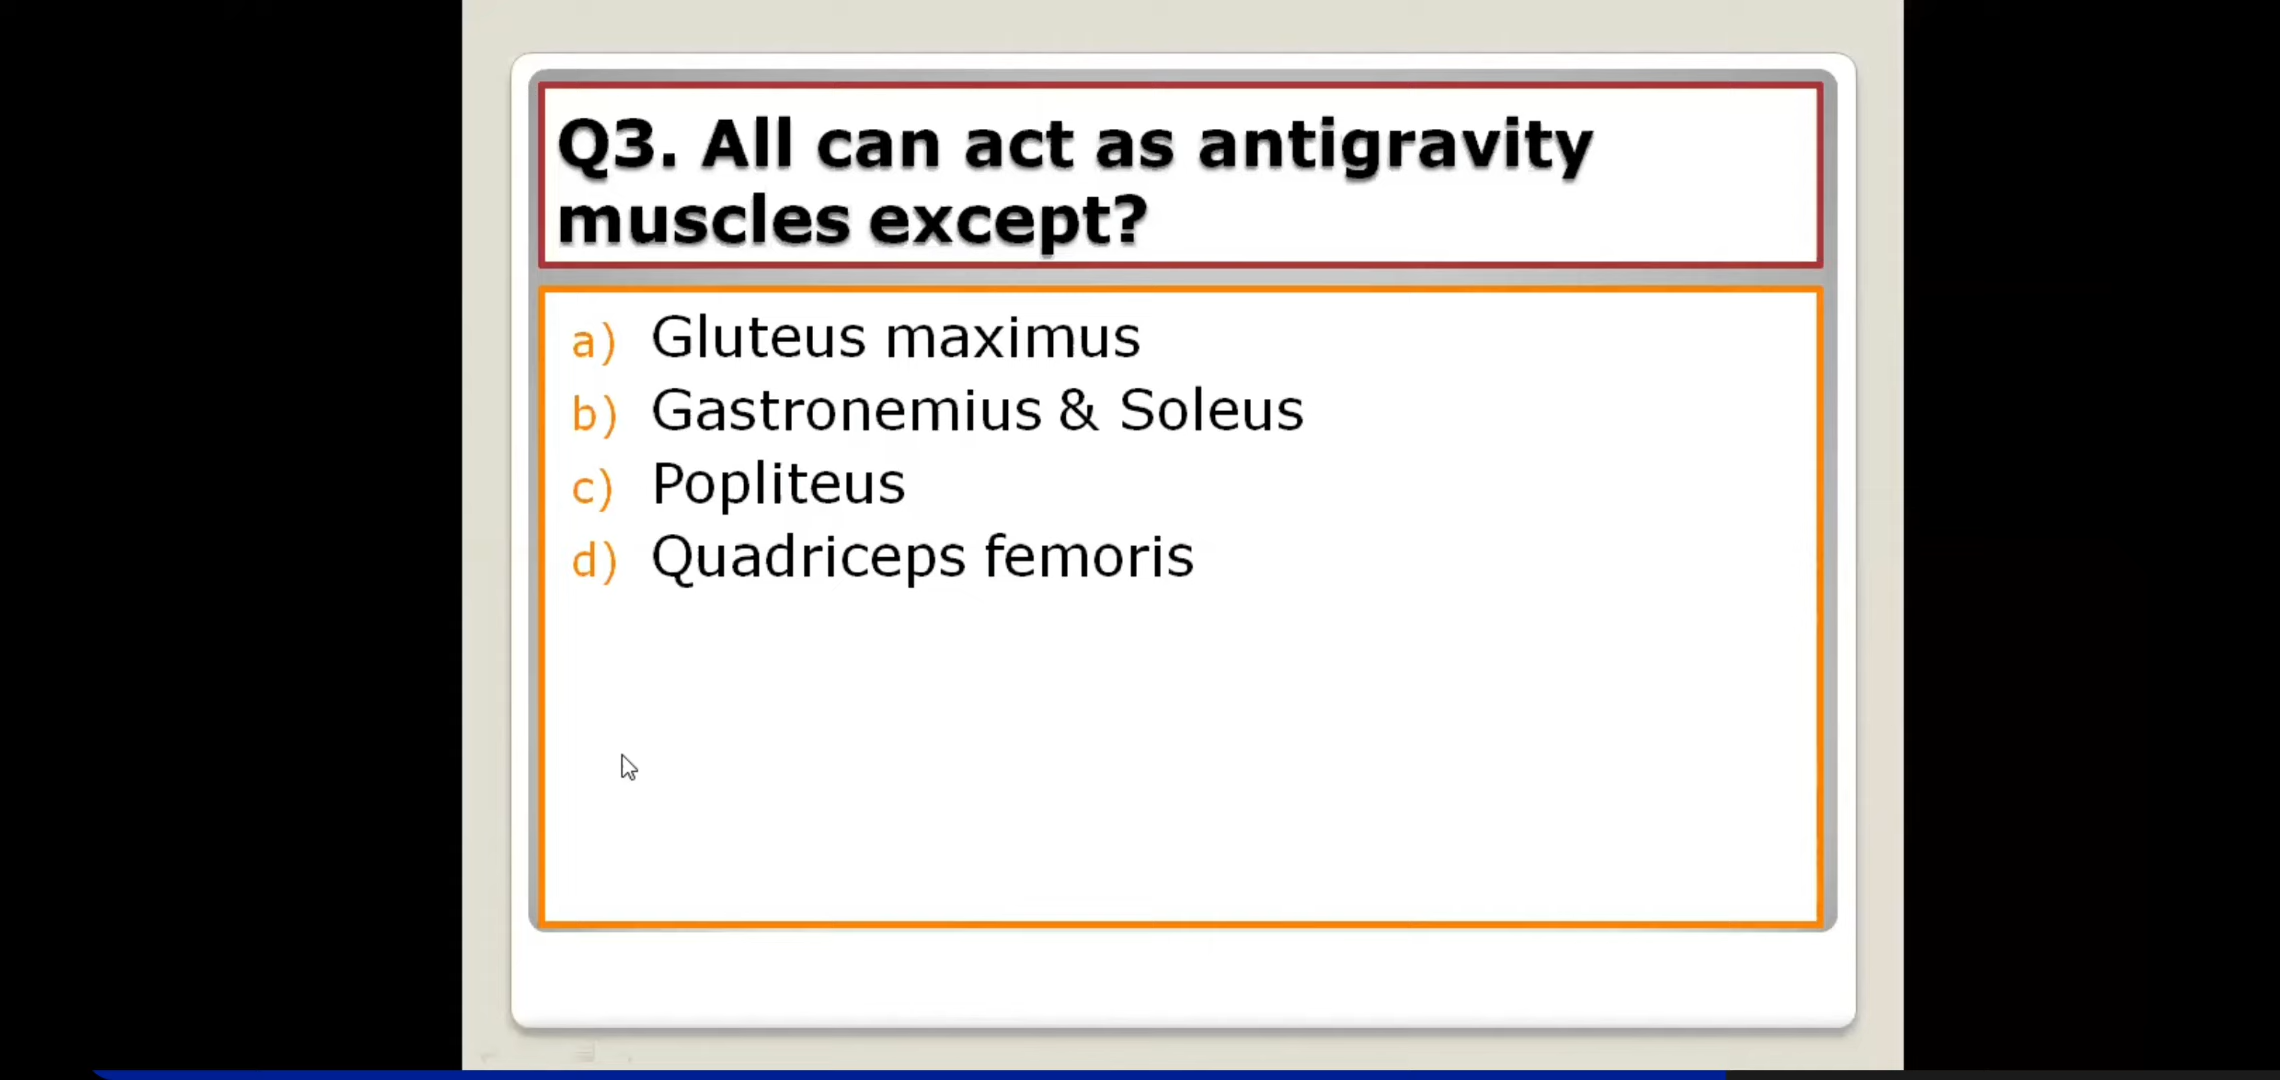 Q3. All can act as antigravity
muscles except?
a) Gluteus maximus
b) Gastronemius & Soleus
c) Popliteus
d) Quadriceps femoris